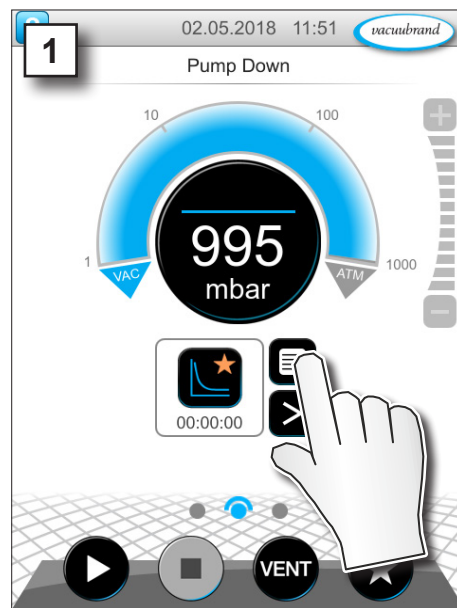 02.05.2018 11:51 vacuubrand
1
Pump Down
10 100
1 VAC ATM 1000
995
mbar
00:00:00
VENT